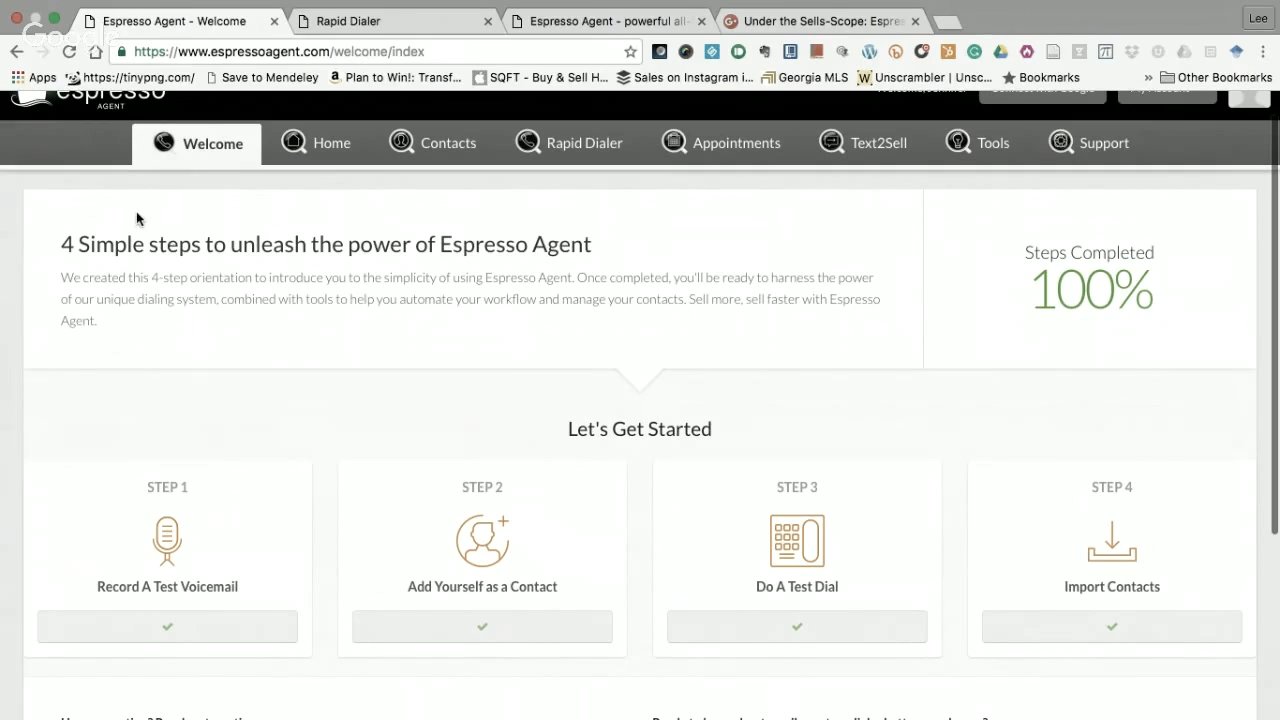 Espresso Agent - Welcome
Rapid Dialer
Espresso Agent - powerful all-
Under the Sells-Scope: Espres
Lee
Google
https://www.espressoagent.com/welcome/index
Apps
https://tinypng.com/
Save to Mendeley
Plan to Win!: Transf...
SQFT - Buy & Sell H...
Sales on Instagram i...
Georgia MLS
Unscrambler | Unsc...
Bookmarks
»
Other Bookmarks
espresso
AGENT
Welcome
Home
Contacts
Rapid Dialer
Appointments
Text2Sell
Tools
Support
4 Simple steps to unleash the power of Espresso Agent
We created this 4-step orientation to introduce you to the simplicity of using Espresso Agent. Once completed, you'll be ready to harness the power
of our unique dialing system, combined with tools to help you automate your workflow and manage your contacts. Sell more, sell faster with Espresso
Agent.
Steps Completed
100%
Let's Get Started
STEP 1
Record A Test Voicemail
STEP 2
Add Yourself as a Contact
STEP 3
Do A Test Dial
STEP 4
Import Contacts